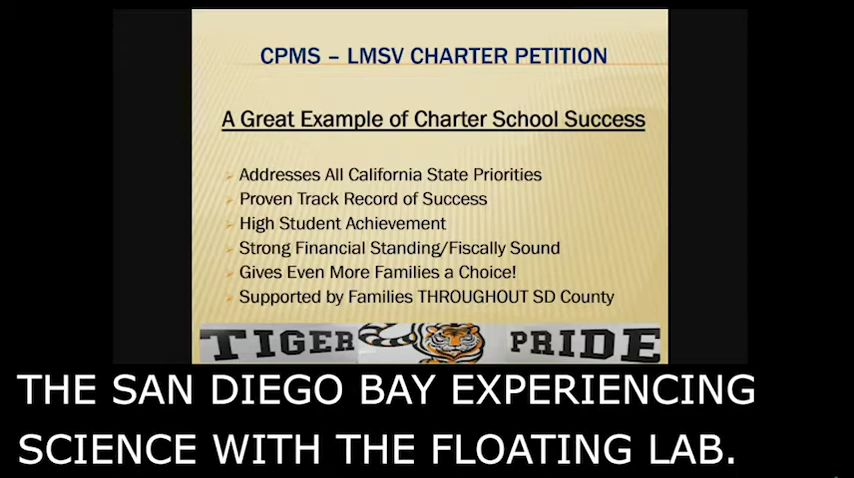 CPMS – LMSV CHARTER PETITION
A Great Example of Charter School Success
Addresses All California State Priorities
Proven Track Record of Success
High Student Achievement
Strong Financial Standing/Fiscally Sound
Gives Even More Families a Choice!
Supported by Families THROUGHOUT SD County
TIGER PRIDE
THE SAN DIEGO BAY EXPERIENCING
SCIENCE WITH THE FLOATING LAB.